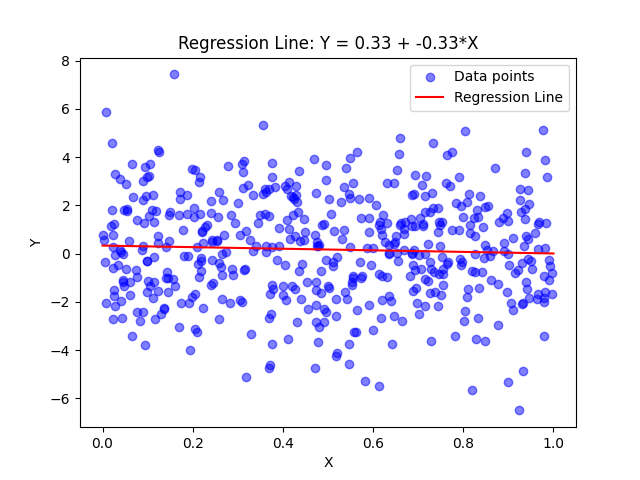 Regression Line: Y = 0.33 + -0.33*X
Data points
Regression Line
8
6
4
2
0
−2
−4
−6
Y
0.0 0.2 0.4 0.6 0.8 1.0
X